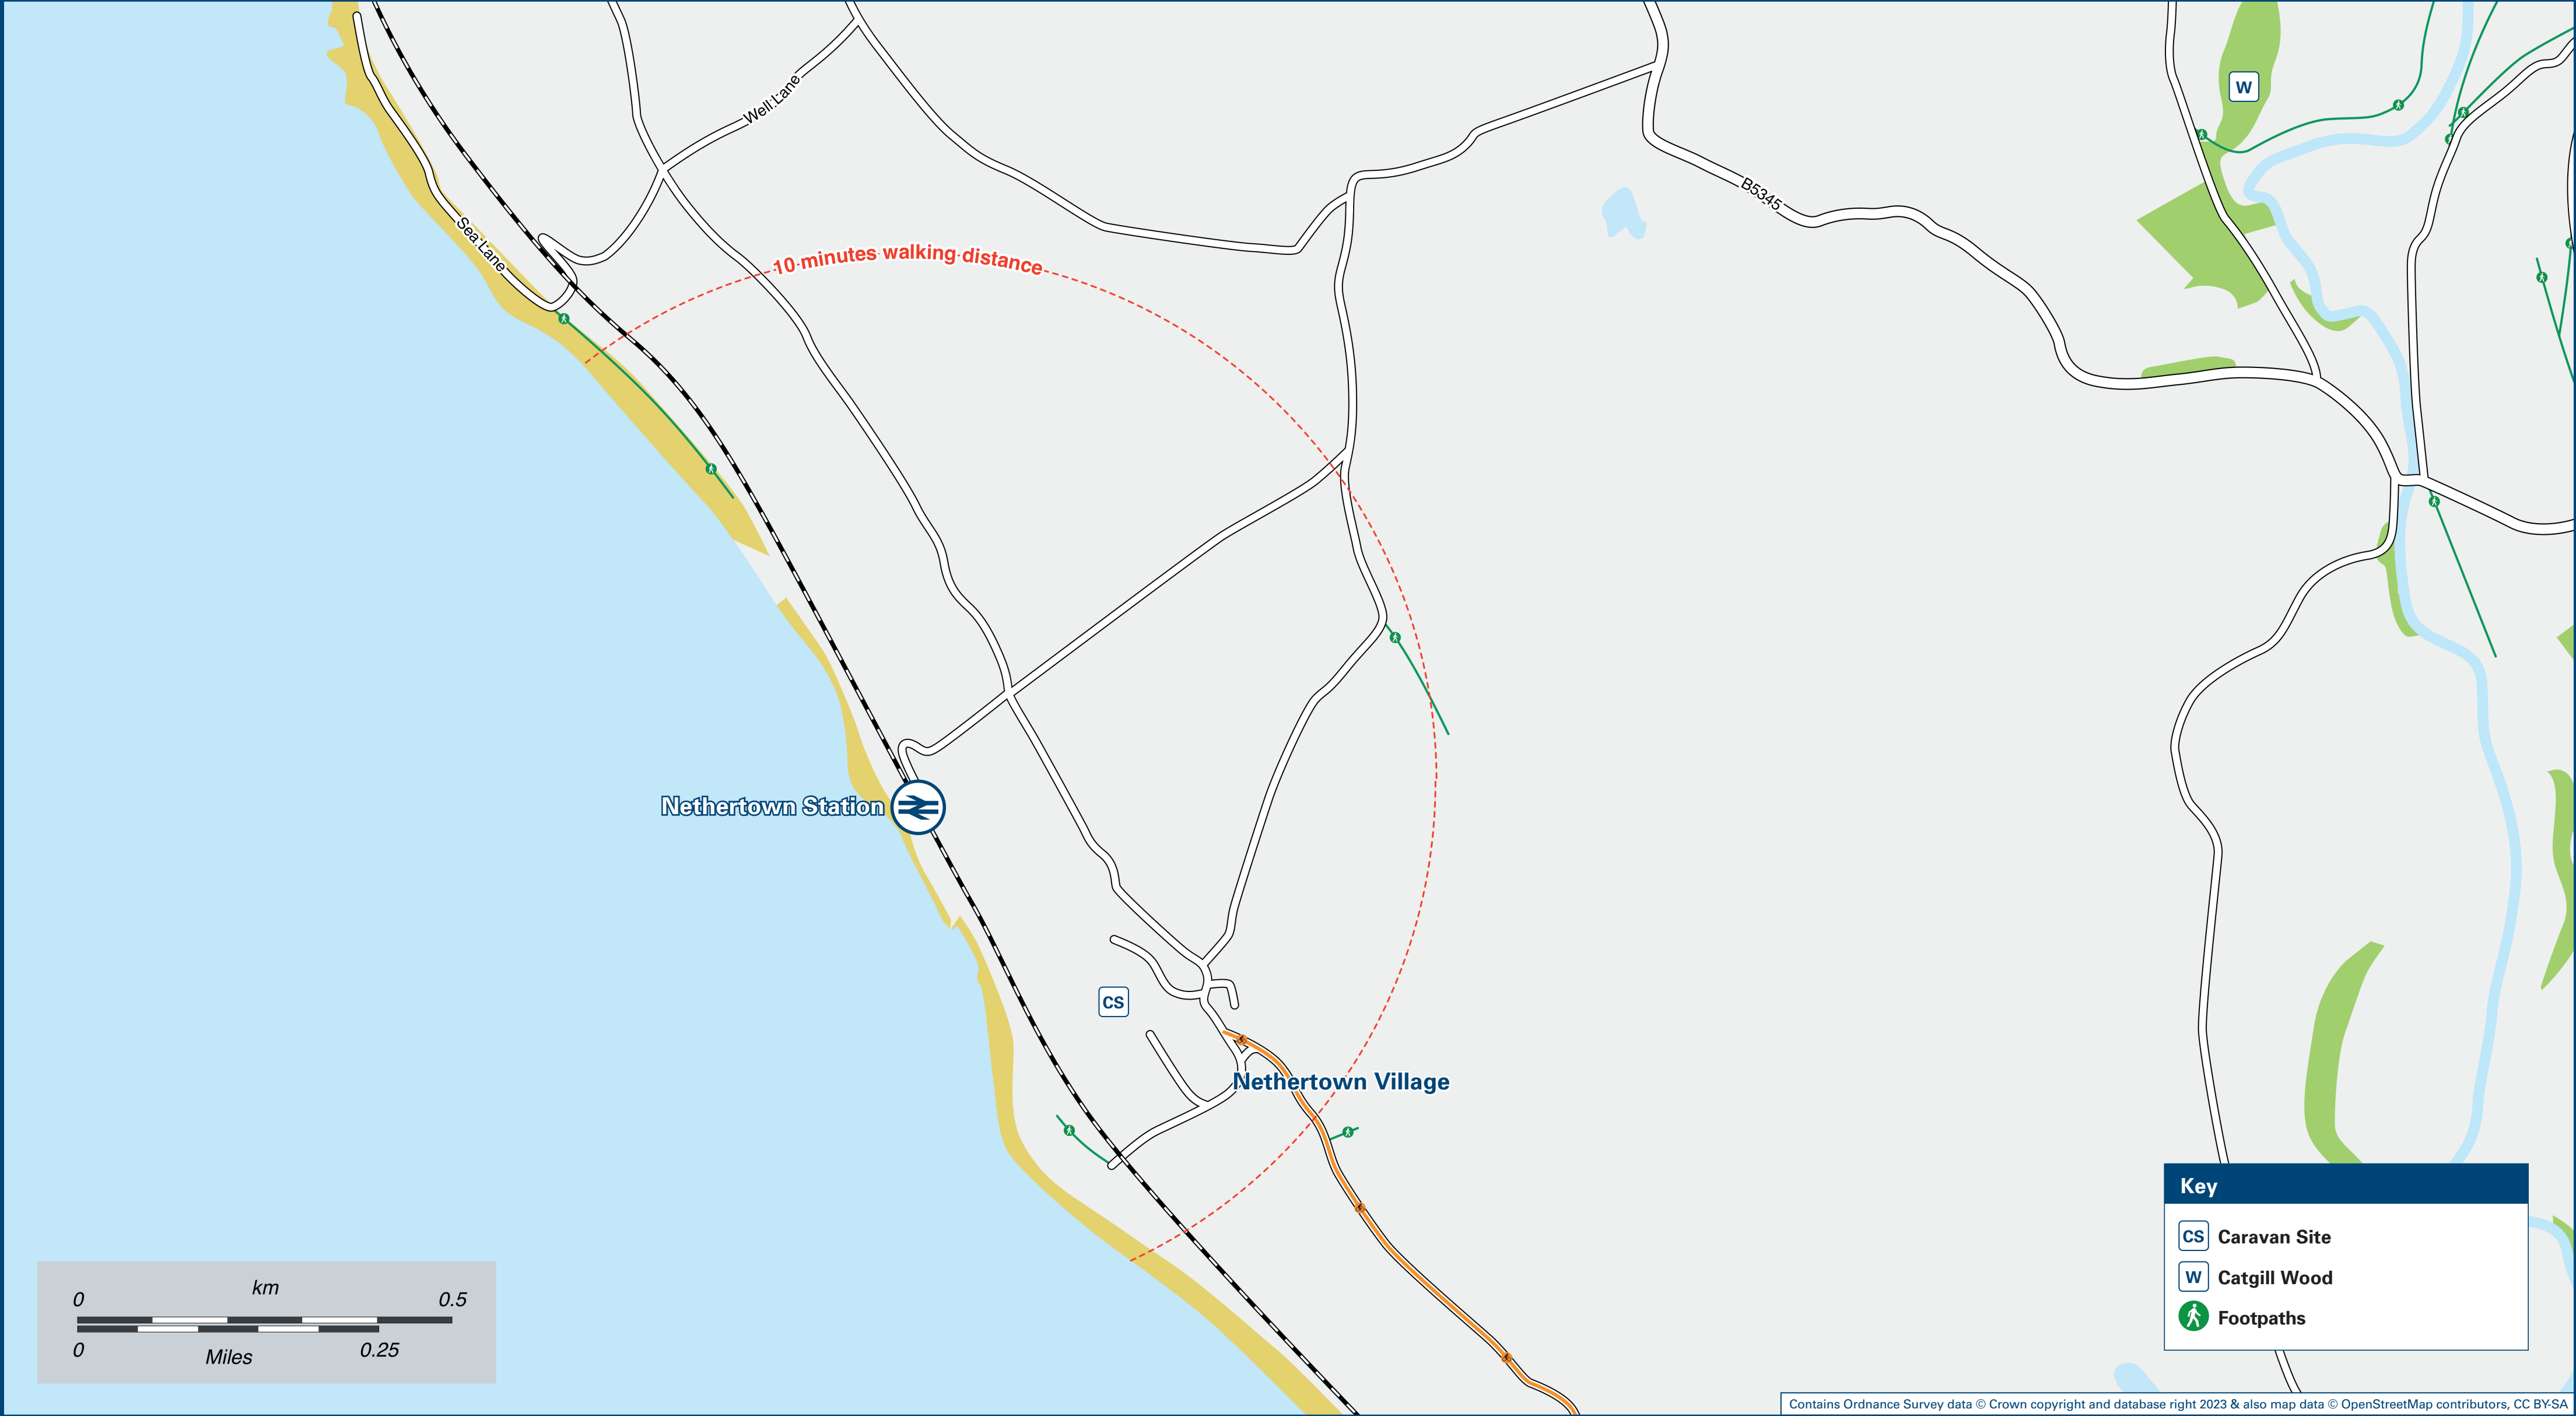 Well Lane
W
B5345
Sea Lane
10 minutes walking distance
Nethertown Station
CS
Nethertown Village
Key
CS Caravan Site
W Catgill Wood
Footpaths
km
0 0.5
0 0.25
Miles
Contains Ordnance Survey data © Crown copyright and database right 2023 & also map data © OpenStreetMap contributors, CC BY-SA